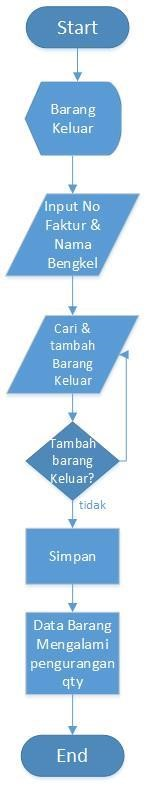 Start
Barang
Keluar
Input No
Faktur &
Nama
Bengkel
Cari &
tambah
Barang
Keluar
Tambah
barang
Keluar?
tidak
Simpan
Data Barang
Mengalami
pengurangan
qty
End